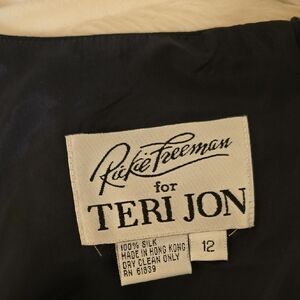 Rickie Freeman
for
TERI JON
100% SILK
MADE IN HONG KONG
DRY CLEAN ONLY
RN 61839
12